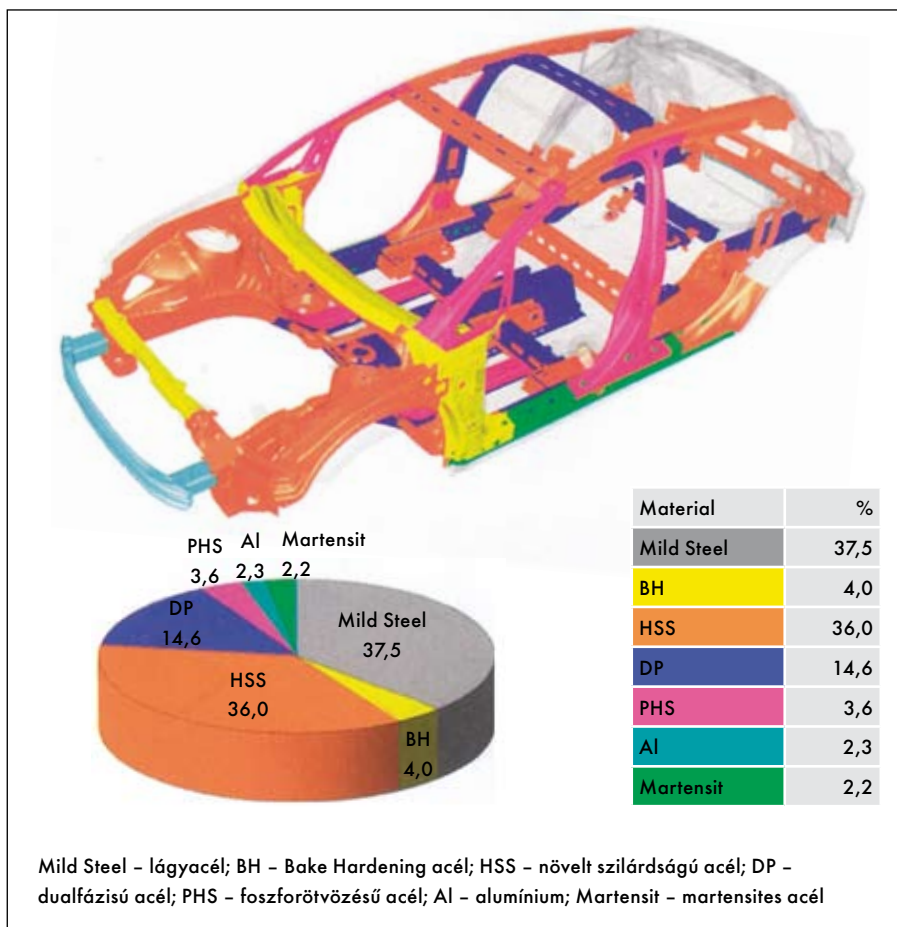 PHS
3,6
Al
2,3
Martensit
2,2
DP
14,6
Mild Steel
37,5
HSS
36,0
BH
4,0
Material %
Mild Steel 37,5
BH 4,0
HSS 36,0
DP 14,6
PHS 3,6
Al 2,3
Martensit 2,2
Mild Steel – lágyacél; BH – Bake Hardening acél; HSS – növelt szilárdságú acél; DP –
dualfázisú acél; PHS – foszforötvözésű acél; Al – alumínium; Martensit – martensites acél